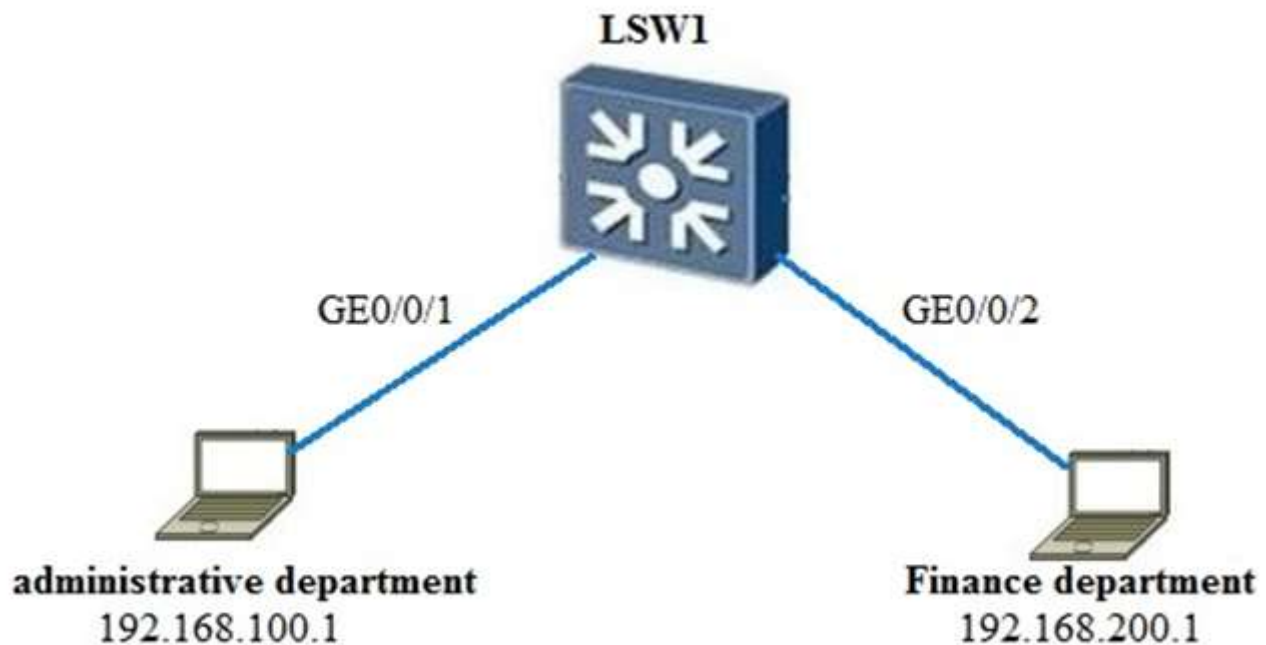 LSW1
GE0/0/1
GE0/0/2
administrative department
192.168.100.1
Finance department
192.168.200.1